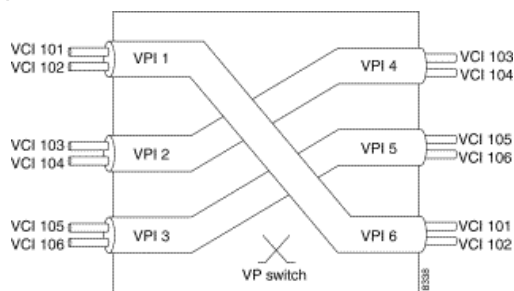 VCI 101
VCI 102
VPI 1
VCI 103
VCI 104
VPI 4
VCI 103
VCI 104
VPI 2
VCI 105
VCI 106
VPI 5
VCI 105
VCI 106
VPI 3
VCI 101
VCI 102
VPI 6
VP switch
8338